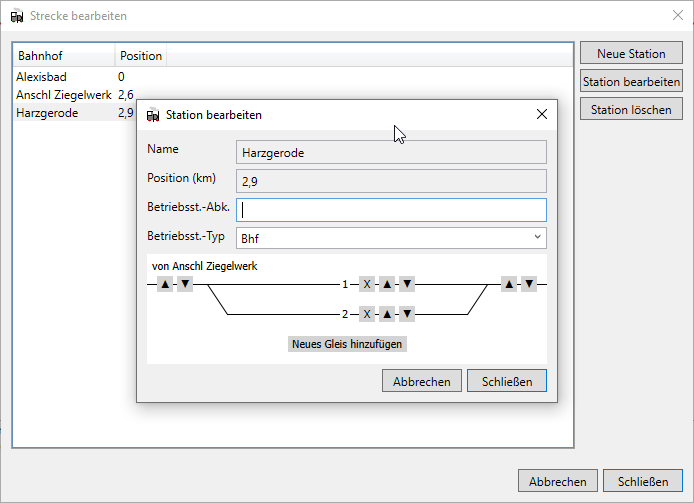 Strecke bearbeiten
Bahnhof Position
Alexisbad 0
Anschl Ziegelwerk 2,6
Harzgerode 2,9
Neue Station
Station bearbeiten
Station löschen
Station bearbeiten
Name Harzgerode
Position (km) 2,9
Betriebsst.-Abk.
Betriebsst.-Typ Bhf
von Anschl Ziegelwerk
▲ ▼ 1 X ▲ ▼ ▲ ▼
2 X ▲ ▼
Neues Gleis hinzufügen
Abbrechen Schließen
Abbrechen Schließen